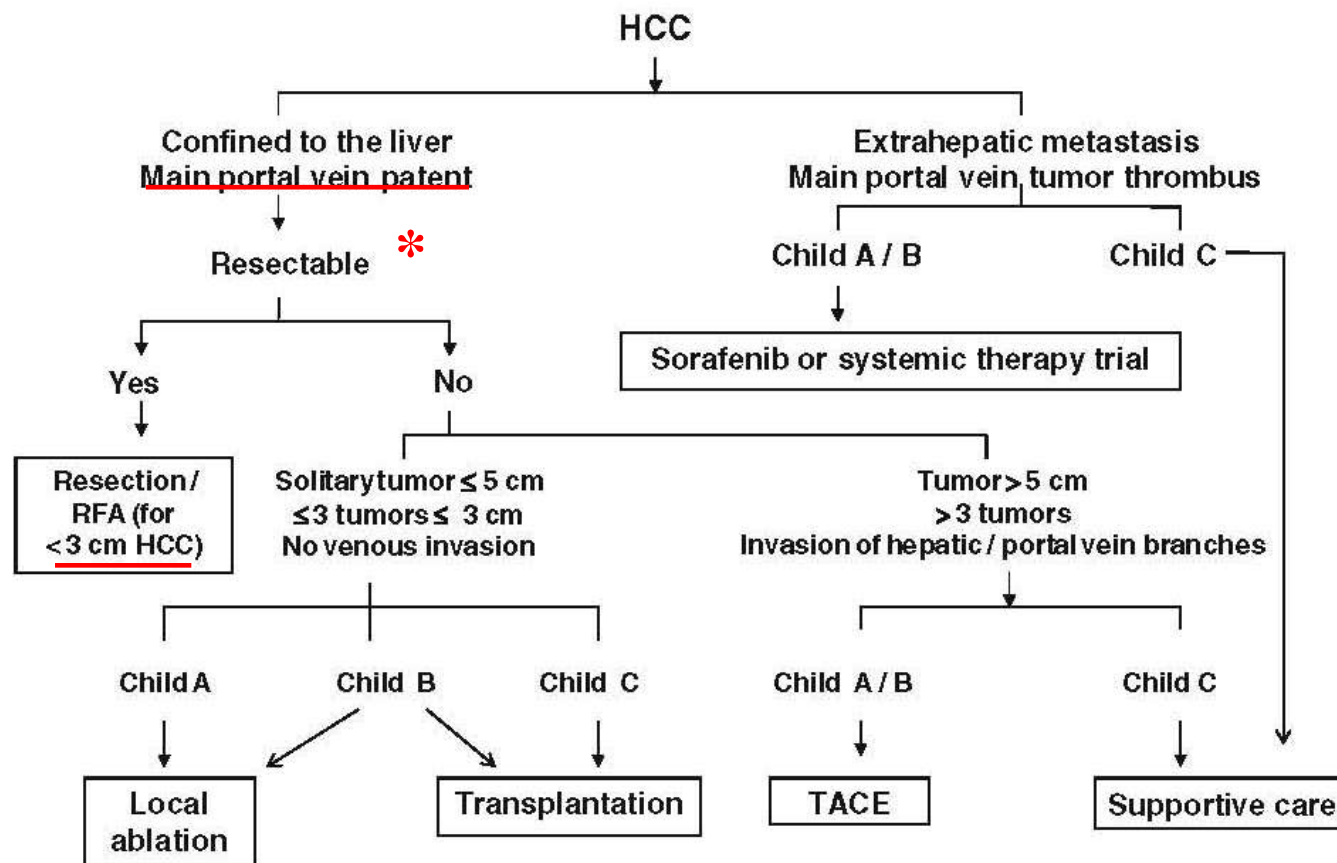 HCC
Confined to the liver
Main portal vein patent
Extrahepatic metastasis
Main portal vein tumor thrombus
Resectable *
Child A / B
Child C
Sorafenib or systemic therapy trial
Yes
No
Resection /
RFA (for
<3 cm HCC)
Solitary tumor ≤ 5 cm
≤3 tumors ≤ 3 cm
No venous invasion
Tumor > 5 cm
> 3 tumors
Invasion of hepatic / portal vein branches
Child A
Child B
Child C
Child A / B
Child C
Local
ablation
Transplantation
TACE
Supportive care